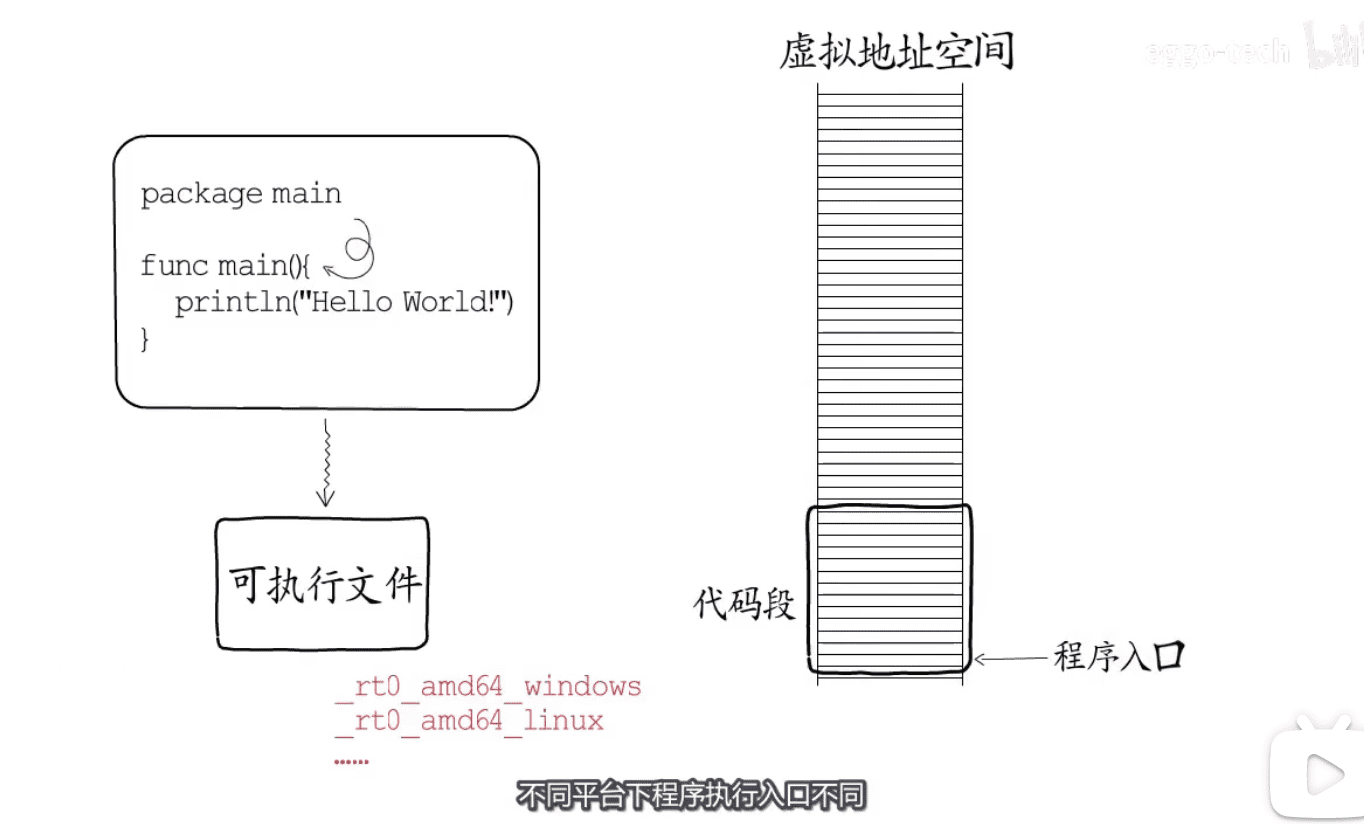 虚拟地址空间
eggo-tech
package main
func main(){
println("Hello World!")
}
可执行文件
代码段
程序入口
_rt0_amd64_windows
_rt0_amd64_linux
......
不同平台下程序执行入口不同